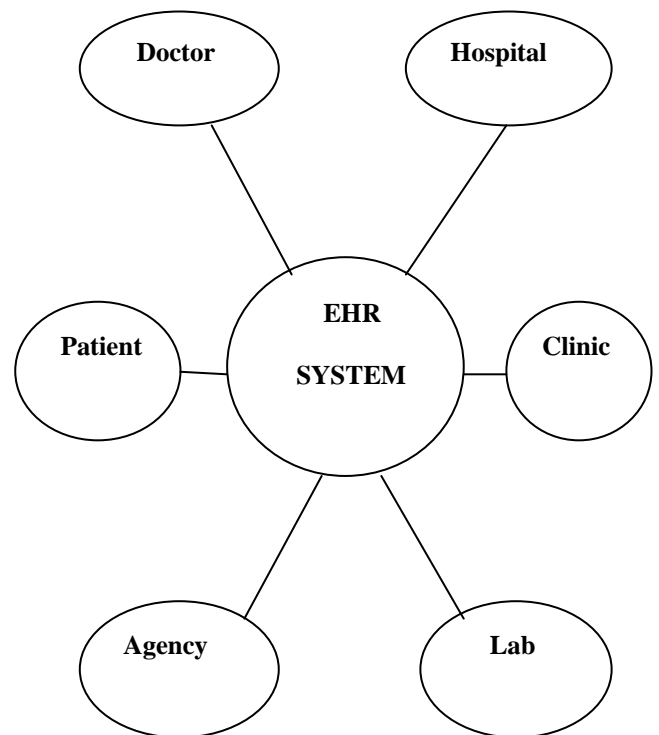 Doctor
Hospital
EHR
SYSTEM
Patient
Clinic
Agency
Lab